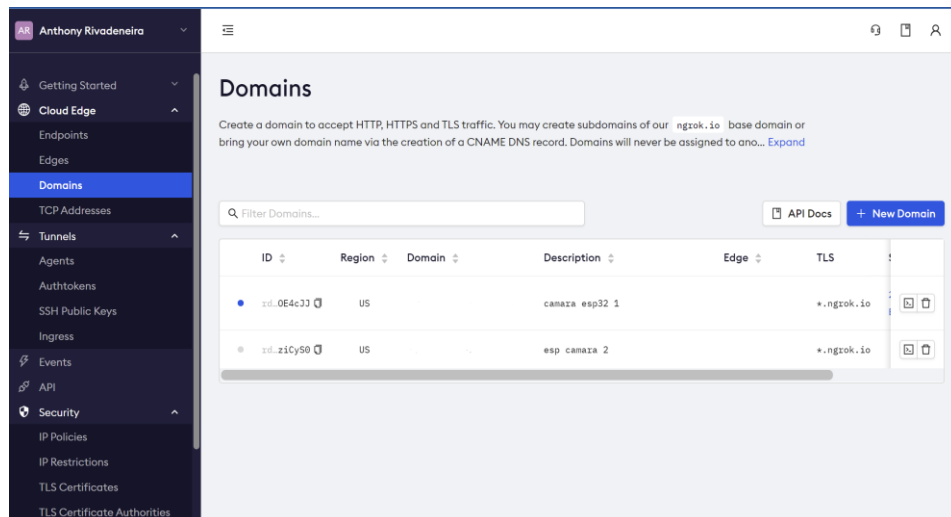 AR Anthony Rivadeneira
Getting Started
Cloud Edge
Endpoints
Edges
Domains
TCP Addresses
Tunnels
Agents
Authtokens
SSH Public Keys
Ingress
Events
API
Security
IP Policies
IP Restrictions
TLS Certificates
TLS Certificate Authorities
Domains
Create a domain to accept HTTP, HTTPS and TLS traffic. You may create subdomains of our ngrok.io base domain or
bring your own domain name via the creation of a CNAME DNS record. Domains will never be assigned to ano... Expand
Filter Domains...
API Docs
+ New Domain
ID Region Domain Description Edge TLS
rd_0E4cJJ US camara esp32 1 *.ngrok.io
rd_ziCyS0 US esp camara 2 *.ngrok.io